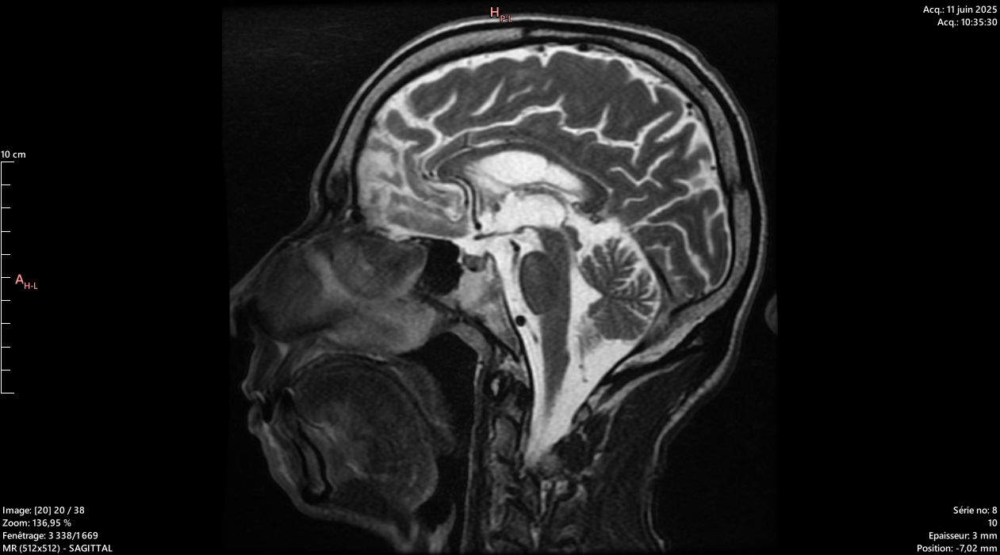 H P-L
Acq.: 11 juin 2025
Acq.: 10:35:30
10 cm
A H-L
Image: [20] 20 / 38
Zoom: 136,95 %
Fenêtrage: 3 338/1 669
MR (512x512) - SAGITTAL
Série no: 8
10
Epaisseur: 3 mm
Position: -7,02 mm